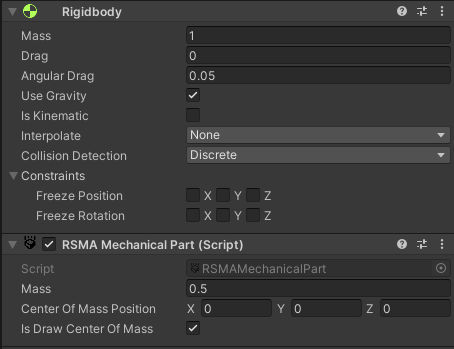 Rigidbody
Mass 1
Drag 0
Angular Drag 0.05
Use Gravity
Is Kinematic
Interpolate None
Collision Detection Discrete
Constraints
Freeze Position X Y Z
Freeze Rotation X Y Z
RSMA Mechanical Part (Script)
Script RSMAMechanicalPart
Mass 0.5
Center Of Mass Position X 0 Y 0 Z 0
Is Draw Center Of Mass